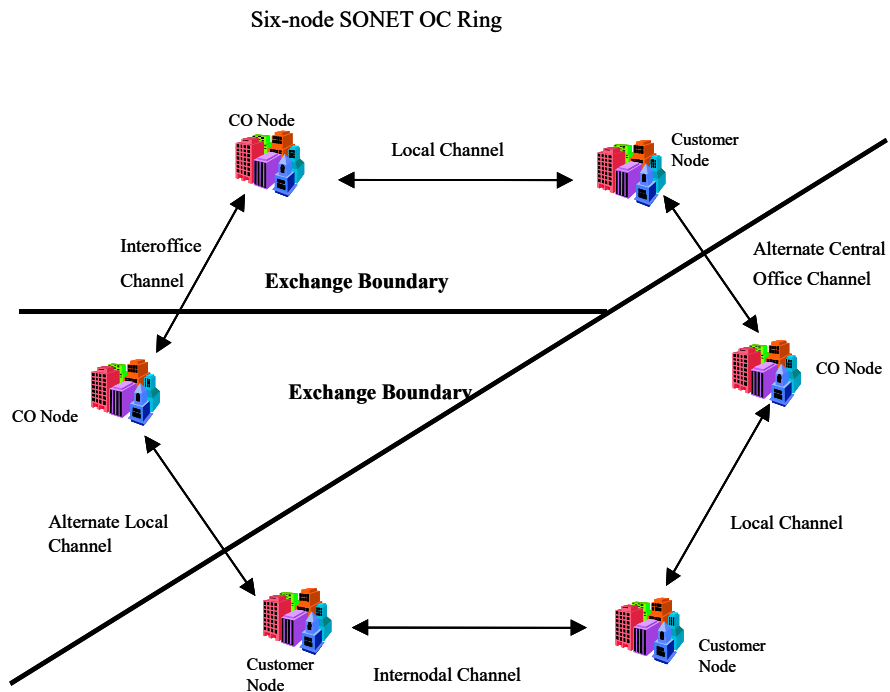 Six-node SONET OC Ring
CO Node
Local Channel
Customer
Node
Interoffice
Channel
Alternate Central
Office Channel
Exchange Boundary
Exchange Boundary
CO Node
CO Node
Alternate Local
Channel
Local Channel
Customer
Node
Internodal Channel
Customer
Node